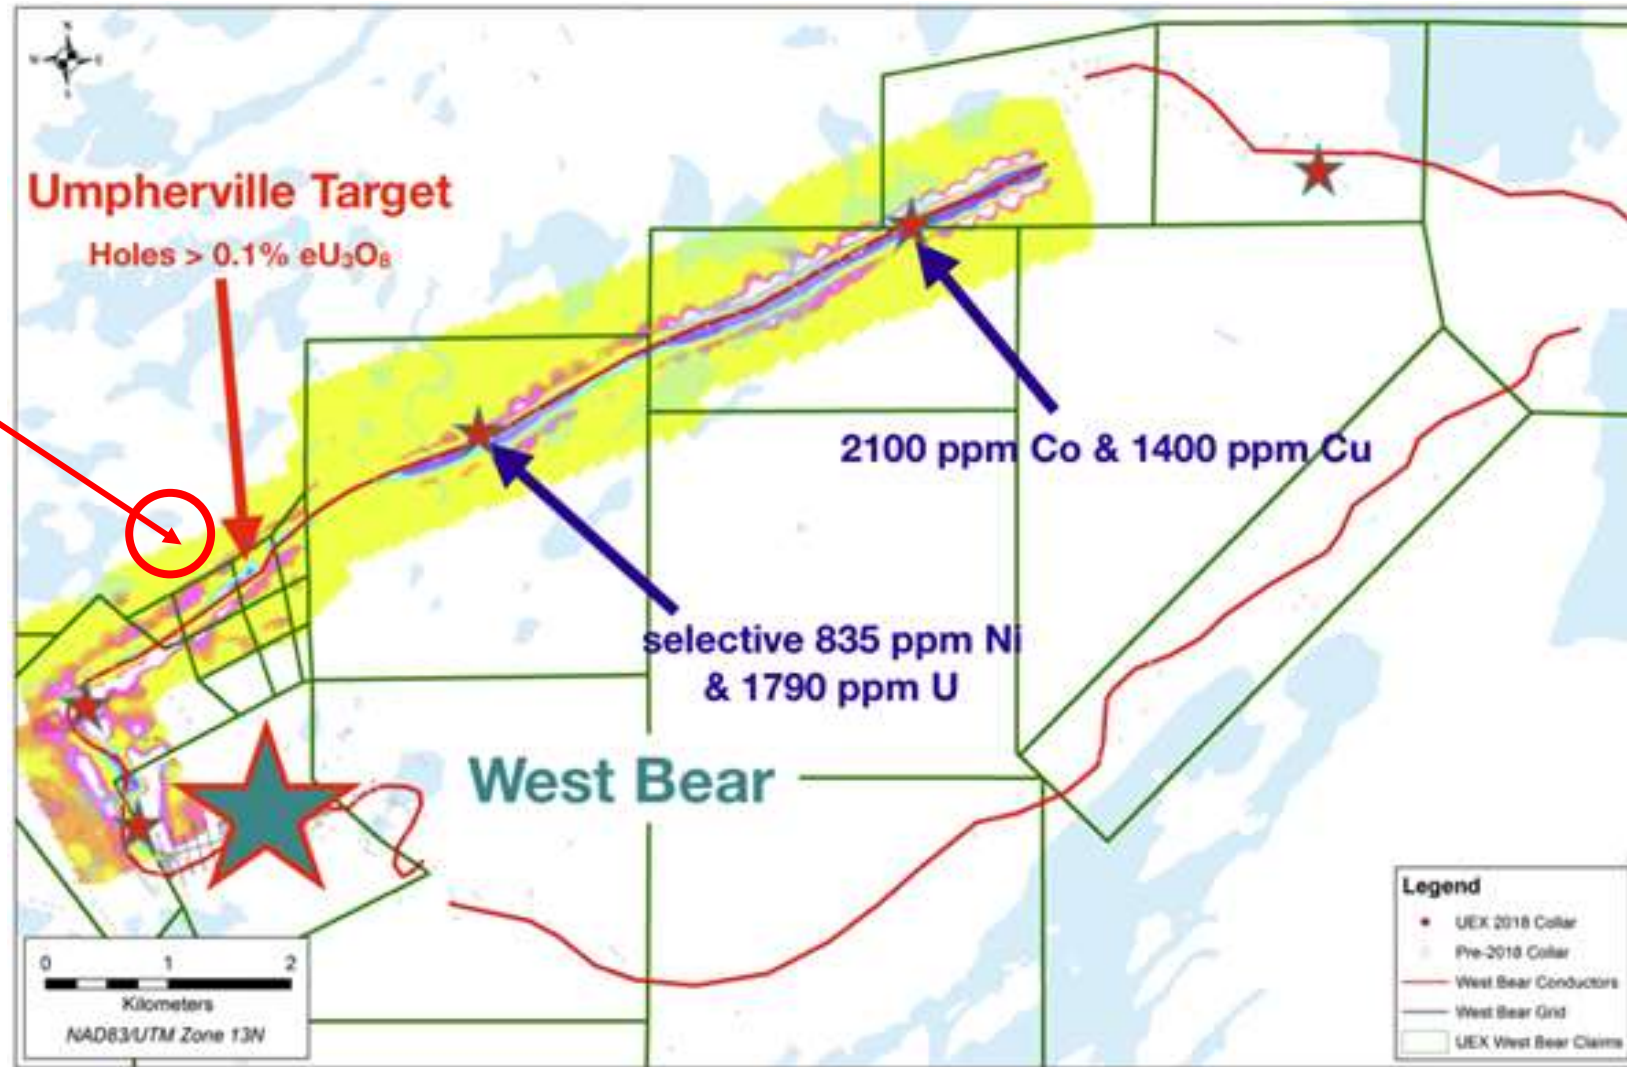 N
Umpherville Target
Holes > 0.1% eU₃O₈
2100 ppm Co & 1400 ppm Cu
selective 835 ppm Ni
& 1790 ppm U
West Bear
0 1 2
Kilometers
NAD83/UTM Zone 13N
Legend
UEX 2018 Collar
Pre-2018 Collar
West Bear Conductors
West Bear Grid
UEX West Bear Claims